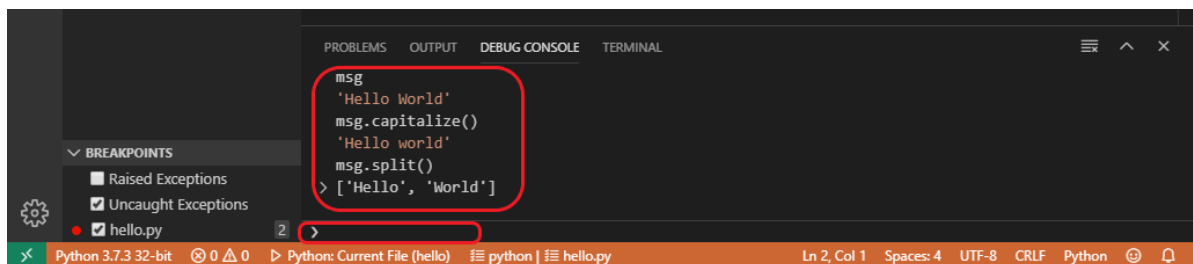 PROBLEMS OUTPUT DEBUG CONSOLE TERMINAL
msg
'Hello World'
msg.capitalize()
'Hello world'
msg.split()
> ['Hello', 'World']
>
BREAKPOINTS
Raised Exceptions
Uncaught Exceptions
hello.py 2
Python 3.7.3 32-bit 0 0 Python: Current File (hello) python | hello.py Ln 2, Col 1 Spaces: 4 UTF-8 CRLF Python